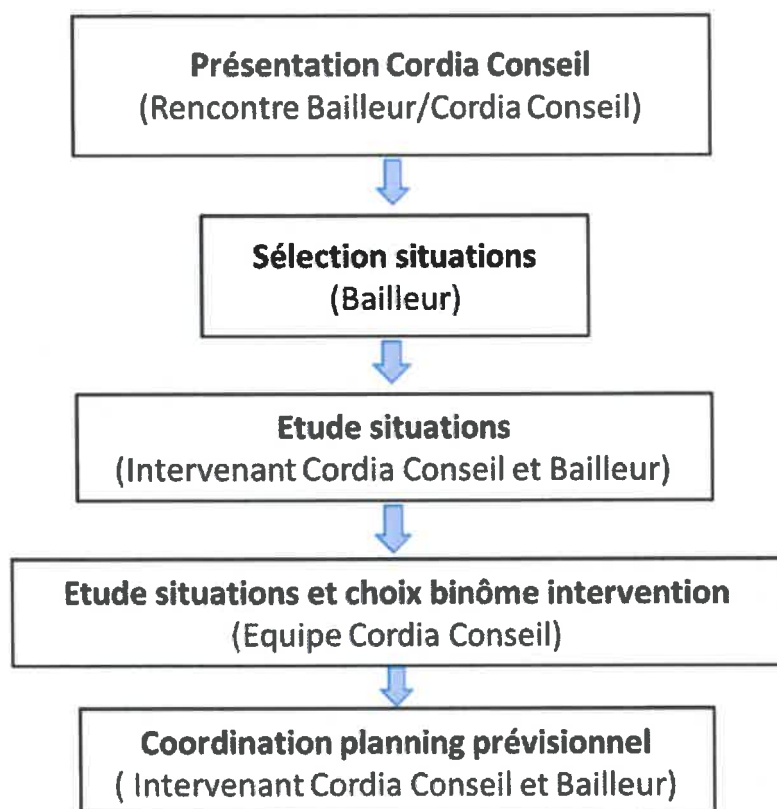 Présentation Cordia Conseil
(Rencontre Bailleur/Cordia Conseil)
Sélection situations
(Bailleur)
Etude situations
(Intervenant Cordia Conseil et Bailleur)
Etude situations et choix binôme intervention
(Equipe Cordia Conseil)
Coordination planning prévisionnel
( Intervenant Cordia Conseil et Bailleur)